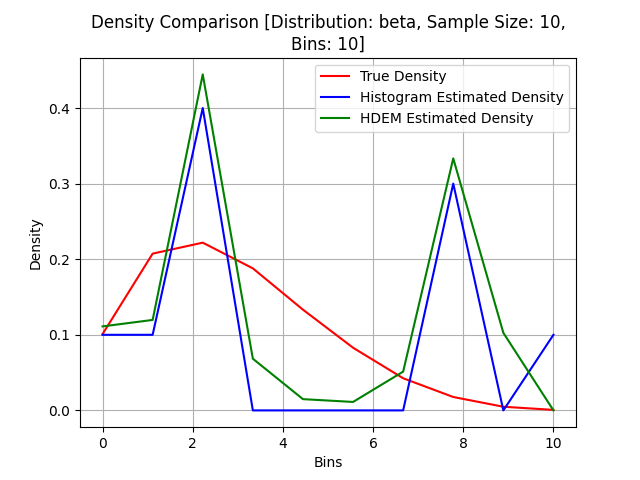 Density Comparison [Distribution: beta, Sample Size: 10,
Bins: 10]
True Density
Histogram Estimated Density
HDEM Estimated Density
Density
0.4
0.3
0.2
0.1
0.0
0 2 4 6 8 10
Bins